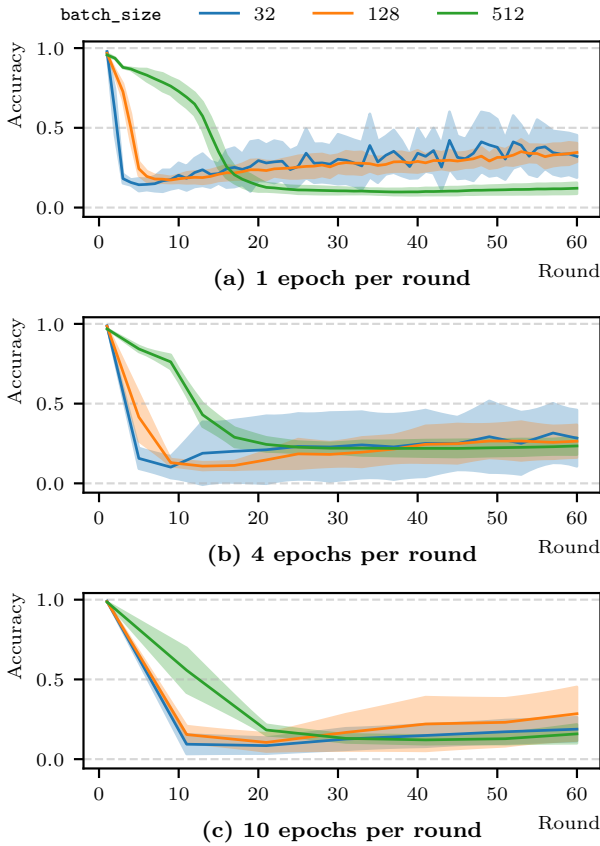 batch_size 32 128 512
Accuracy
1.0
0.5
0.0
0 10 20 30 40 50 60
Round
(a) 1 epoch per round
Accuracy
1.0
0.5
0.0
0 10 20 30 40 50 60
Round
(b) 4 epochs per round
Accuracy
1.0
0.5
0.0
0 10 20 30 40 50 60
Round
(c) 10 epochs per round